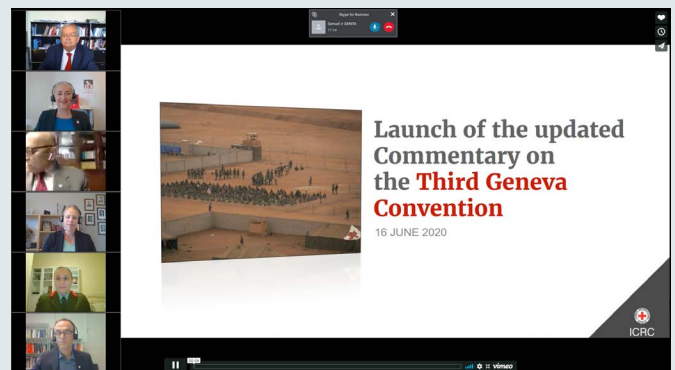 Skype for Business
Launch of the updated
Commentary on
the Third Geneva
Convention
16 JUNE 2020
ICRC
vimeo